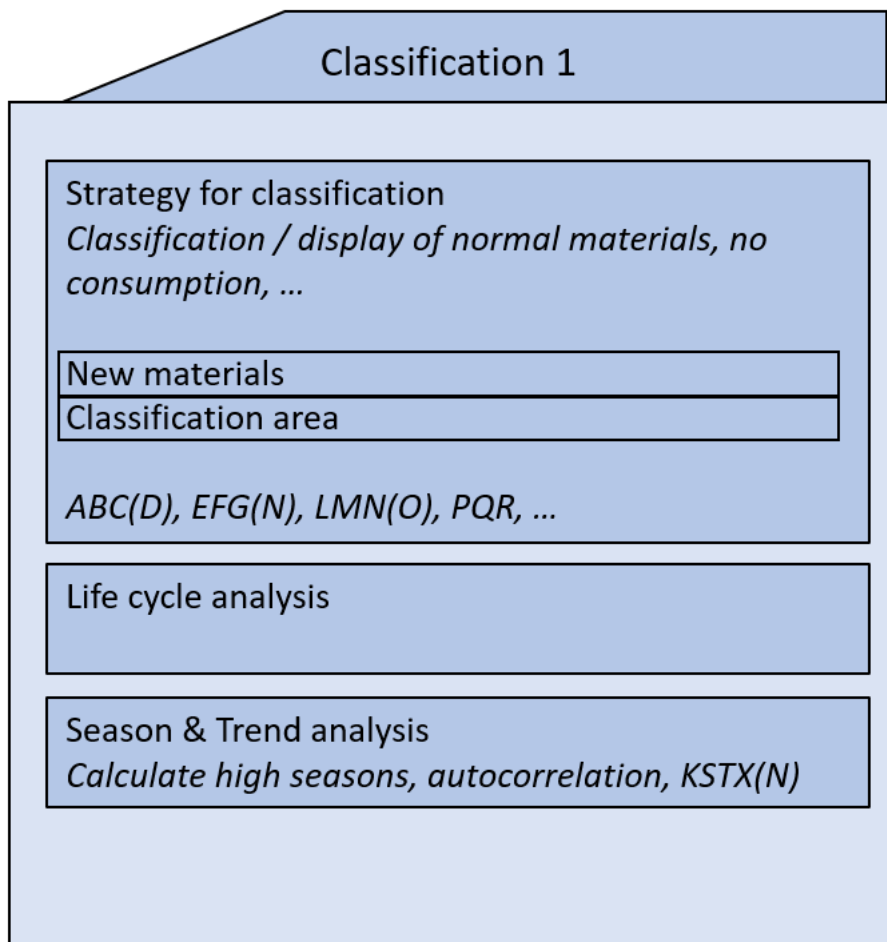 Classification 1
Strategy for classification
Classification / display of normal materials, no
consumption, …
New materials
Classification area
ABC(D), EFG(N), LMN(O), PQR, …
Life cycle analysis
Season & Trend analysis
Calculate high seasons, autocorrelation, KSTX(N)